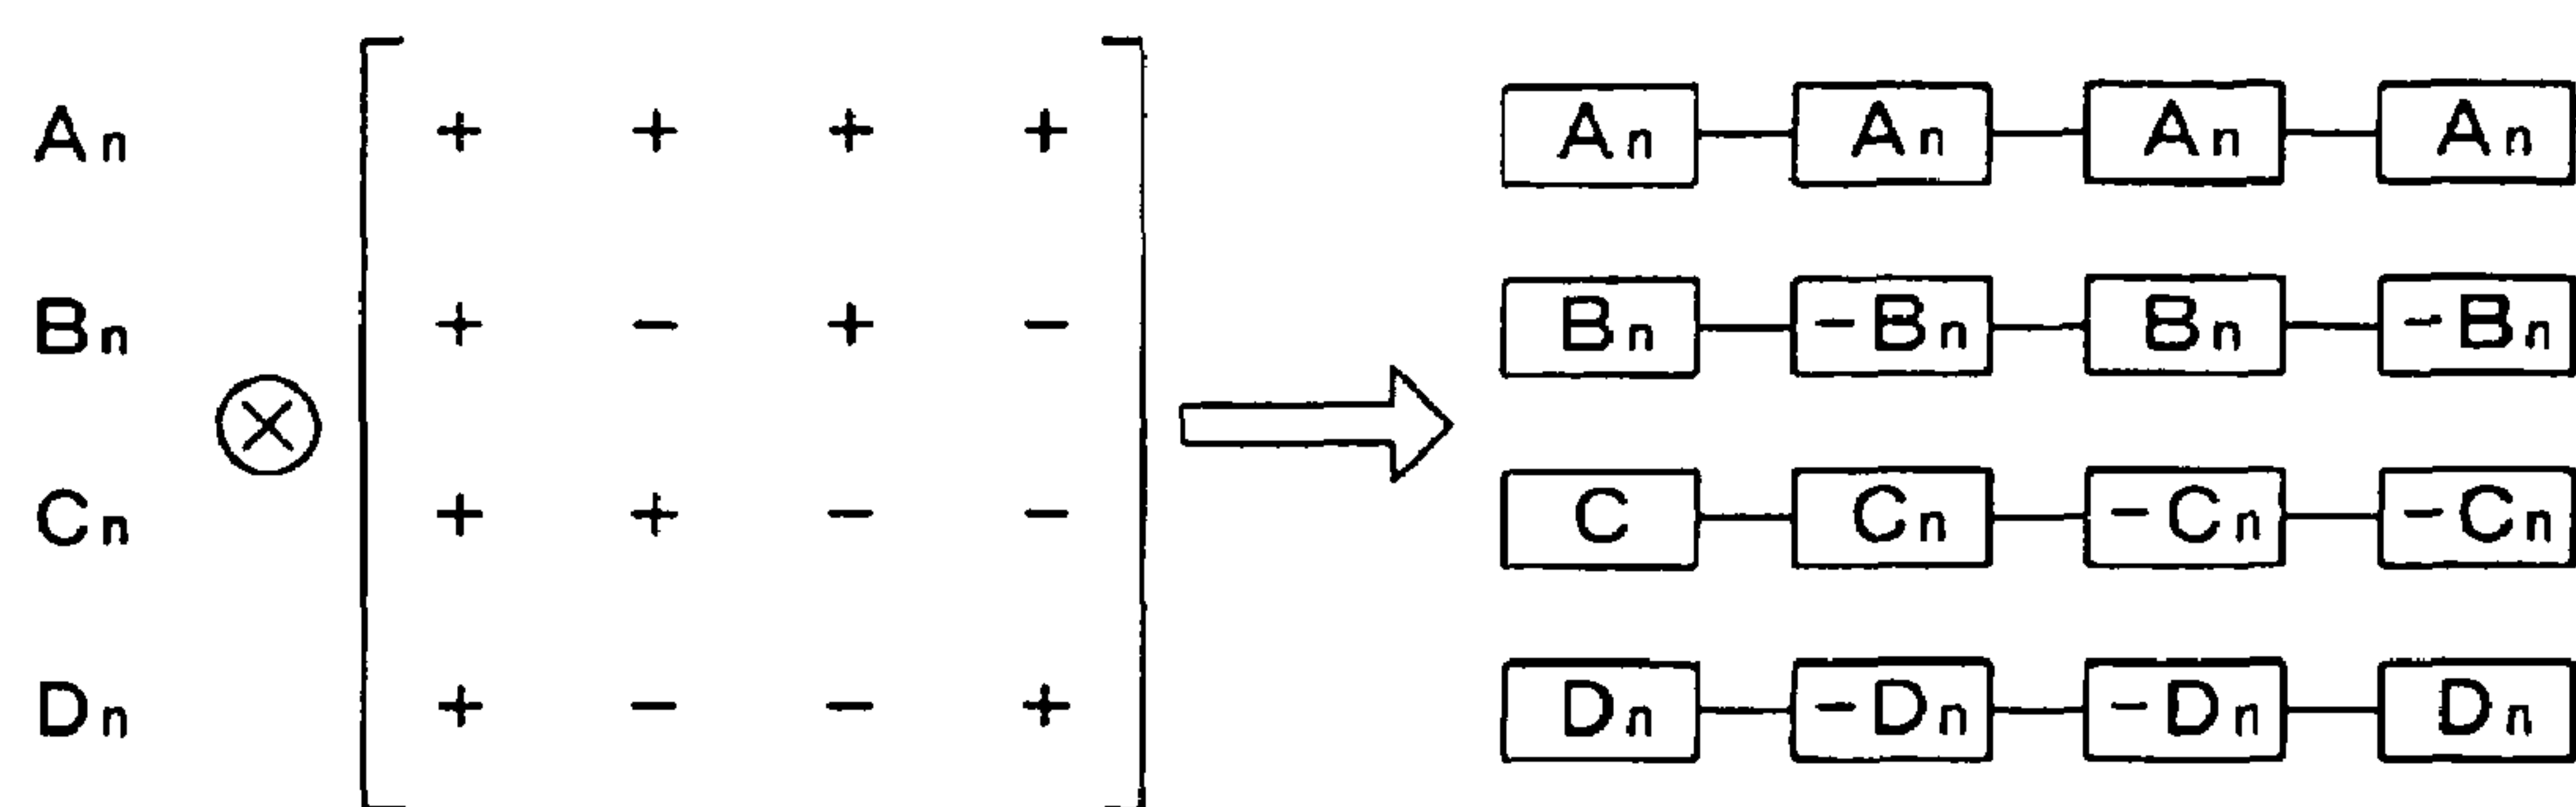 An + + + + An An An An
Bn + - + - Bn -Bn Bn -Bn
⊗
Cn + + - - C Cn -Cn -Cn
Dn + - - + Dn -Dn -Dn Dn